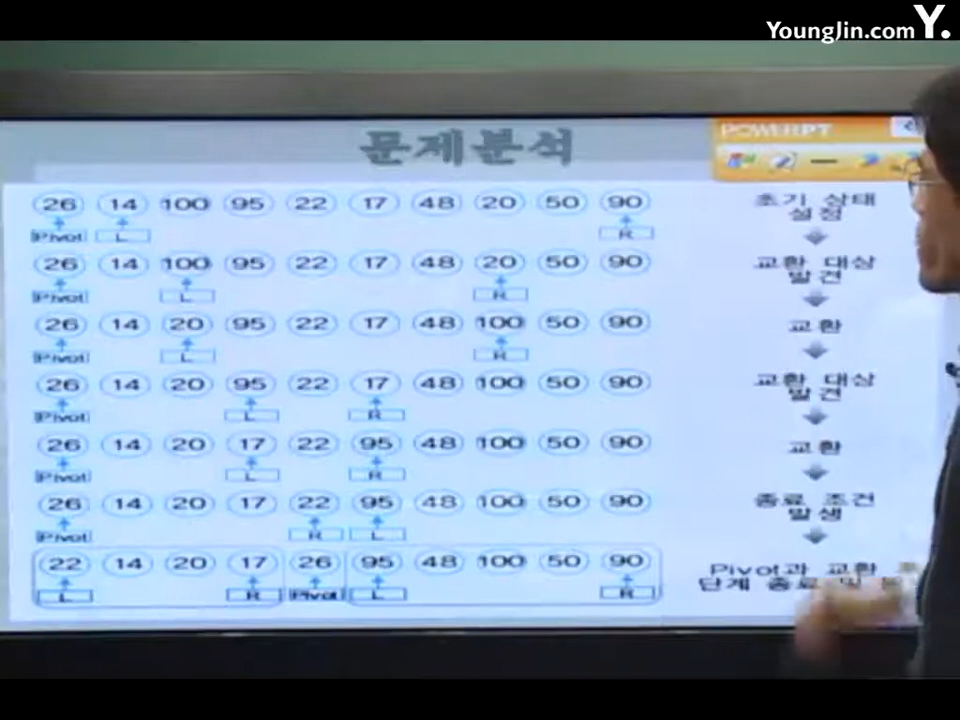 YoungJin.com Y.
문제분석
POWERPT
26 14 100 95 22 17 48 20 50 90 초기 상태
설정
Pivot L R
26 14 100 95 22 17 48 20 50 90 교환 대상
발견
Pivot L R
26 14 20 95 22 17 48 100 50 90 교환
Pivot L R
26 14 20 95 22 17 48 100 50 90 교환 대상
발견
Pivot L R
26 14 20 17 22 95 48 100 50 90 교환
Pivot L R
26 14 20 17 22 95 48 100 50 90 종료 조건
발생
Pivot R L
22 14 20 17 26 95 48 100 50 90 Pivot과 교환
단계 종료 및
L R Pivot L R